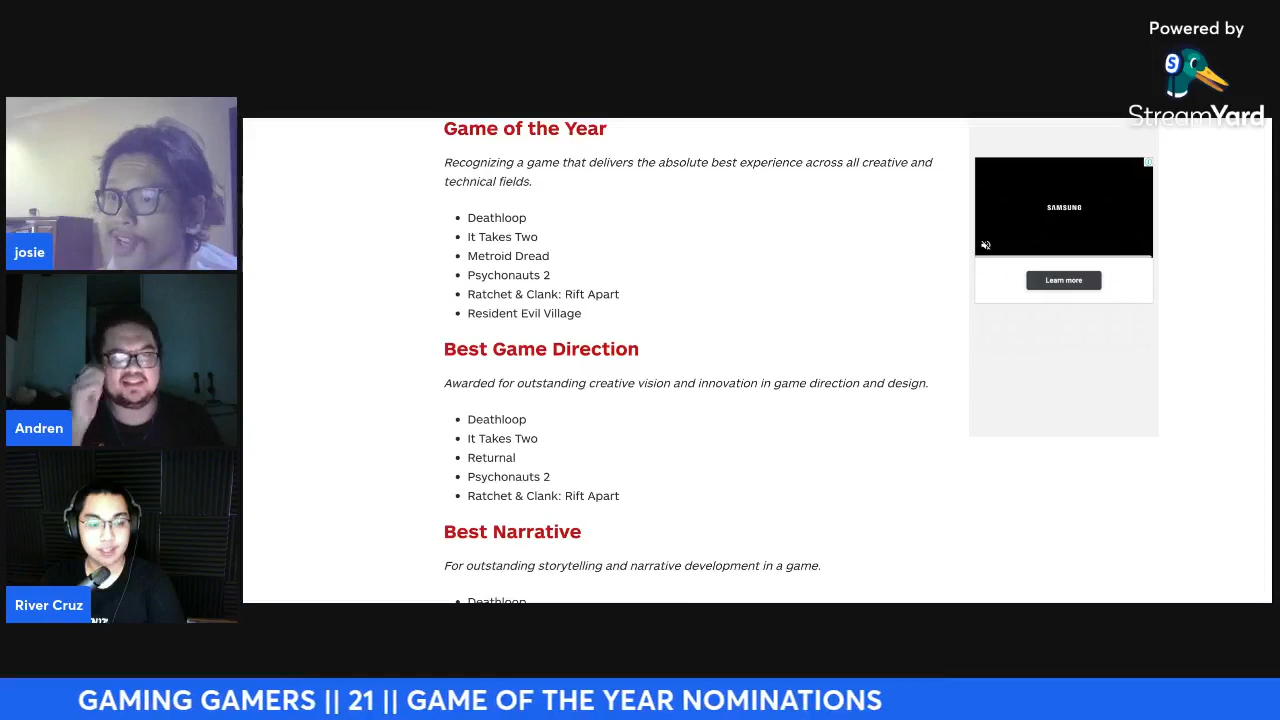 Powered by
StreamYard
Game of the Year
Recognizing a game that delivers the absolute best experience across all creative and
technical fields.
Deathloop
It Takes Two
Metroid Dread
Psychonauts 2
Ratchet & Clank: Rift Apart
Resident Evil Village
SAMSUNG
Learn more
Best Game Direction
Awarded for outstanding creative vision and innovation in game direction and design.
Deathloop
It Takes Two
Returnal
Psychonauts 2
Ratchet & Clank: Rift Apart
Best Narrative
For outstanding storytelling and narrative development in a game.
Deathloop
josie
Andren
River Cruz
GAMING GAMERS || 21 || GAME OF THE YEAR NOMINATIONS